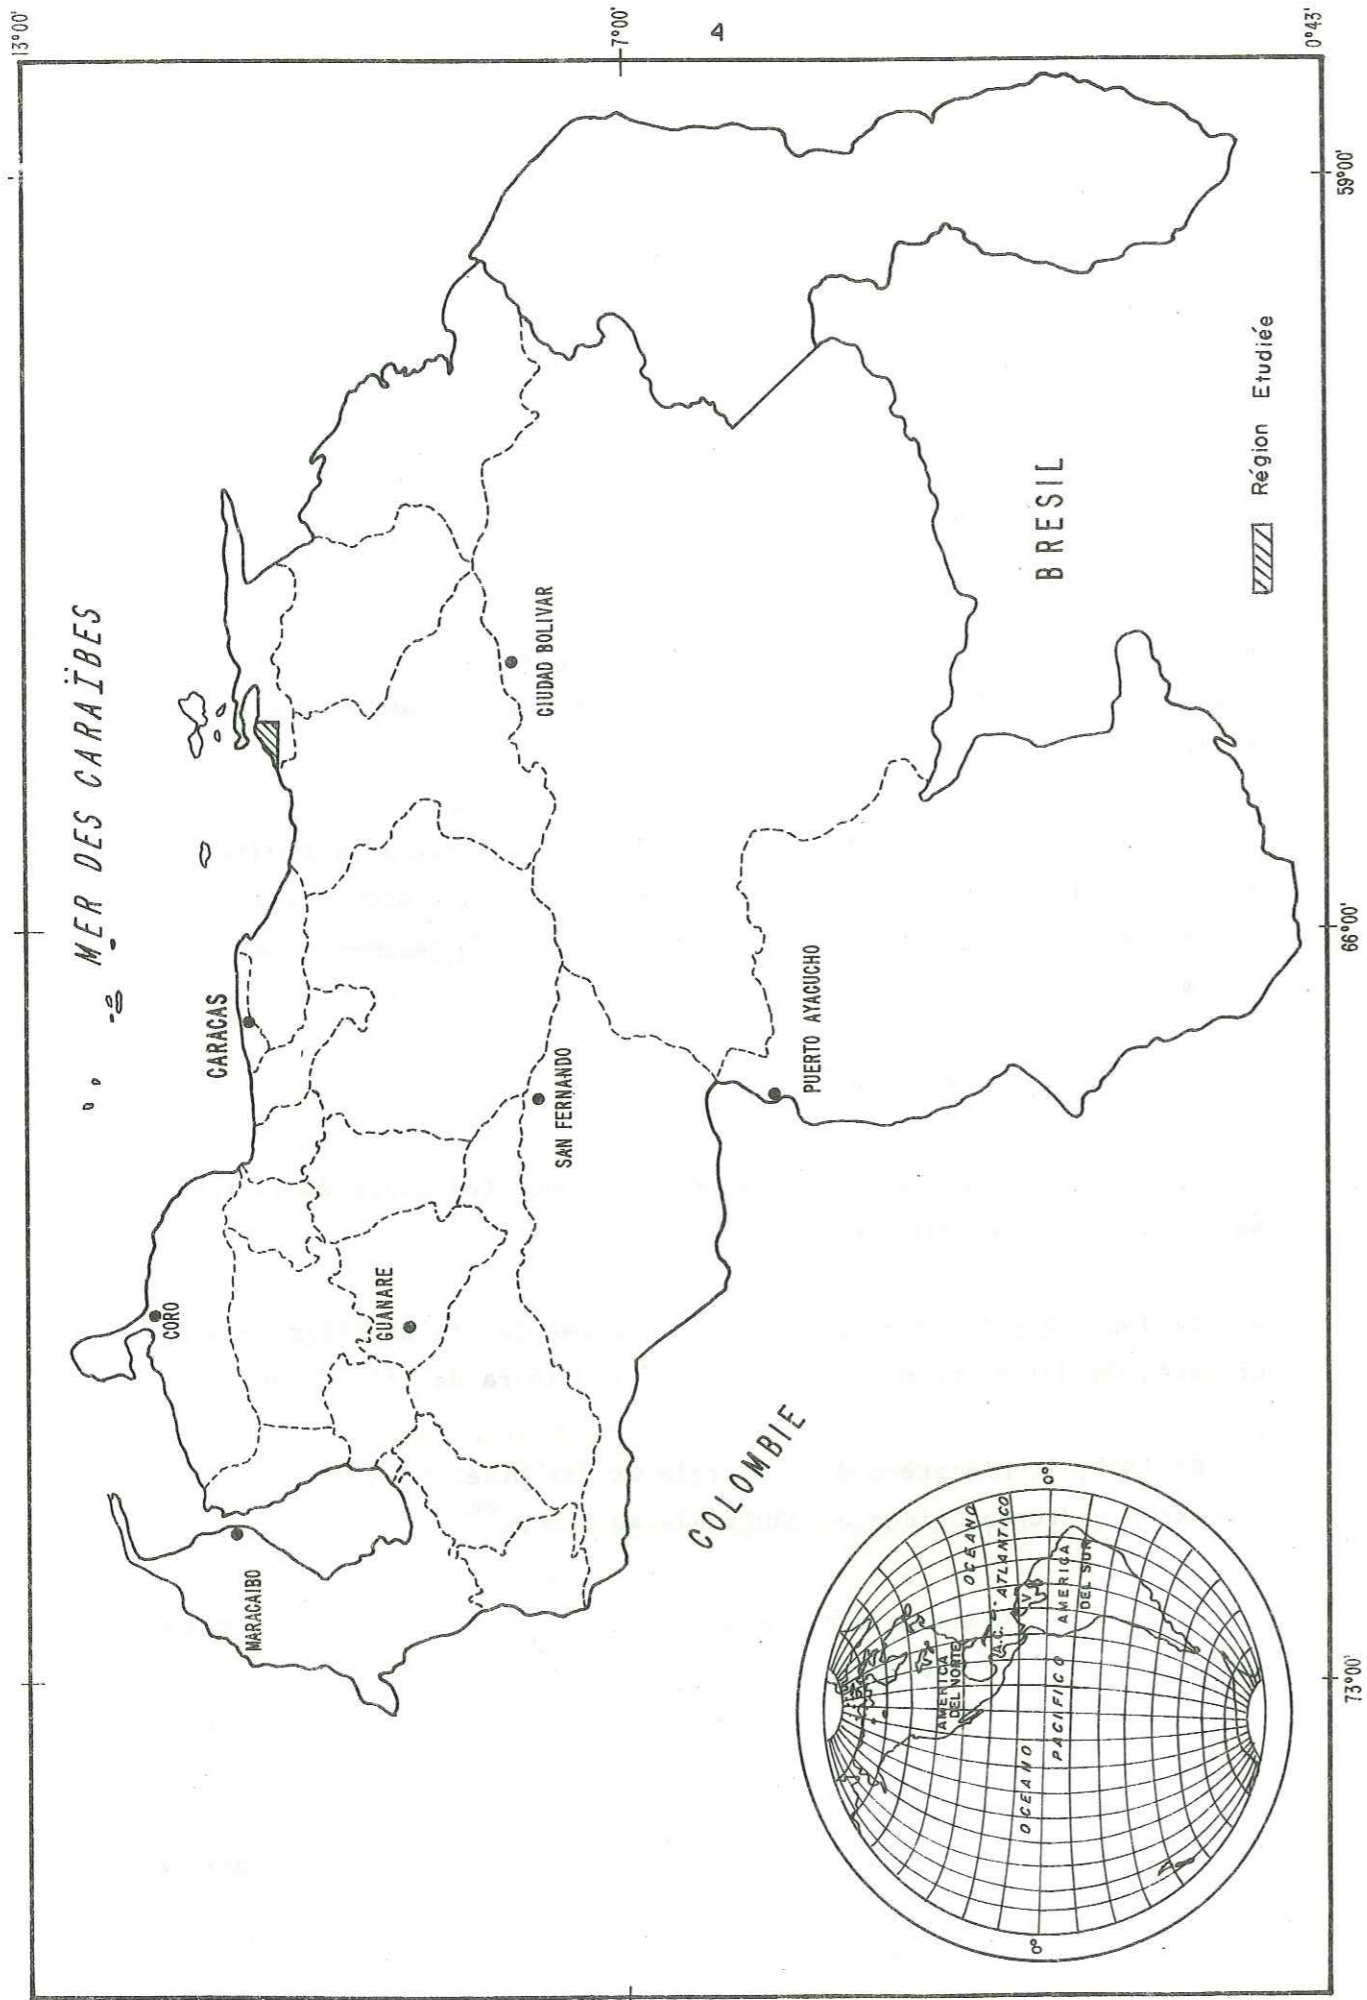 MER DES CARAÏBES
13°00'
7°00'
0°43'
59°00'
66°00'
73°00'
4
MARACAIBO
CORO
CARACAS
GUANARE
SAN FERNANDO
CIUDAD BOLIVAR
PUERTO AYACUCHO
COLOMBIE
BRESIL
Région Etudiée
OCEANO
ATLANTICO
AMERICA
DEL NORTE
A.C.
V.
AMERICA
DEL SUR
OCEANO
PACIFICO
0°
0°